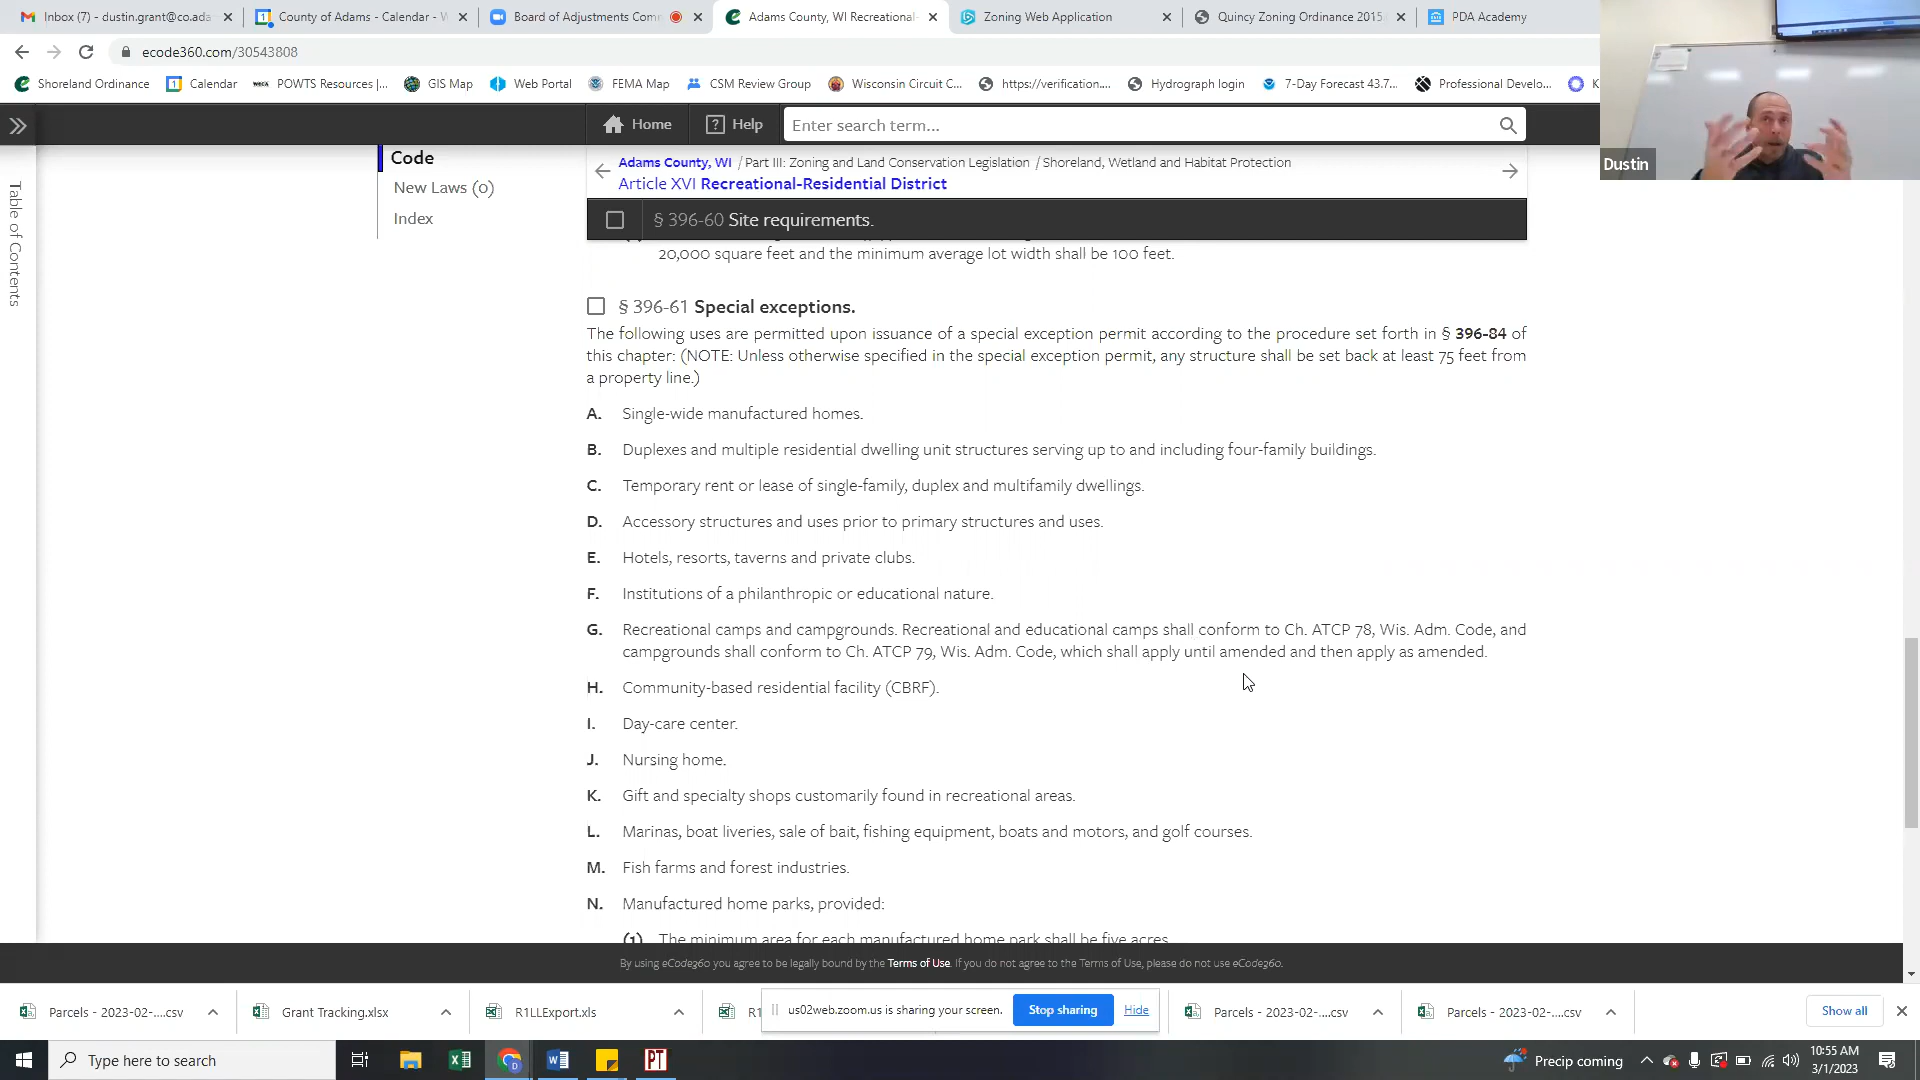 Inbox (7) - dustin.grant@co.ada
County of Adams - Calendar - W
Board of Adjustments Com
Adams County, WI Recreational-
Zoning Web Application
Quincy Zoning Ordinance 2015
PDA Academy
ecode360.com/30543808
Shoreland Ordinance
Calendar
POWTS Resources |...
GIS Map
Web Portal
FEMA Map
CSM Review Group
Wisconsin Circuit C...
https://verification....
Hydrograph login
7-Day Forecast 43.7...
Professional Develo...
K
Dustin
Home
Help
Enter search term...
Table of Contents
Code
New Laws (0)
Index
Adams County, WI / Part III: Zoning and Land Conservation Legislation / Shoreland, Wetland and Habitat Protection
Article XVI Recreational-Residential District
§ 396-60 Site requirements.
20,000 square feet and the minimum average lot width shall be 100 feet.
§ 396-61 Special exceptions.
The following uses are permitted upon issuance of a special exception permit according to the procedure set forth in § 396-84 of
this chapter: (NOTE: Unless otherwise specified in the special exception permit, any structure shall be set back at least 75 feet from
a property line.)
A. Single-wide manufactured homes.
B. Duplexes and multiple residential dwelling unit structures serving up to and including four-family buildings.
C. Temporary rent or lease of single-family, duplex and multifamily dwellings.
D. Accessory structures and uses prior to primary structures and uses.
E. Hotels, resorts, taverns and private clubs.
F. Institutions of a philanthropic or educational nature.
G. Recreational camps and campgrounds. Recreational and educational camps shall conform to Ch. ATCP 78, Wis. Adm. Code, and
campgrounds shall conform to Ch. ATCP 79, Wis. Adm. Code, which shall apply until amended and then apply as amended.
H. Community-based residential facility (CBRF).
I. Day-care center.
J. Nursing home.
K. Gift and specialty shops customarily found in recreational areas.
L. Marinas, boat liveries, sale of bait, fishing equipment, boats and motors, and golf courses.
M. Fish farms and forest industries.
N. Manufactured home parks, provided:
(1) The minimum area for each manufactured home park shall be five acres.
By using eCode360 you agree to be legally bound by the Terms of Use. If you do not agree to the Terms of Use, please do not use eCode360.
Parcels - 2023-02-....csv
Grant Tracking.xlsx
R1LLExport.xls
R1
us02web.zoom.us is sharing your screen.
Stop sharing
Hide
Parcels - 2023-02-....csv
Parcels - 2023-02-....csv
Show all
Type here to search
Precip coming
10:55 AM
3/1/2023